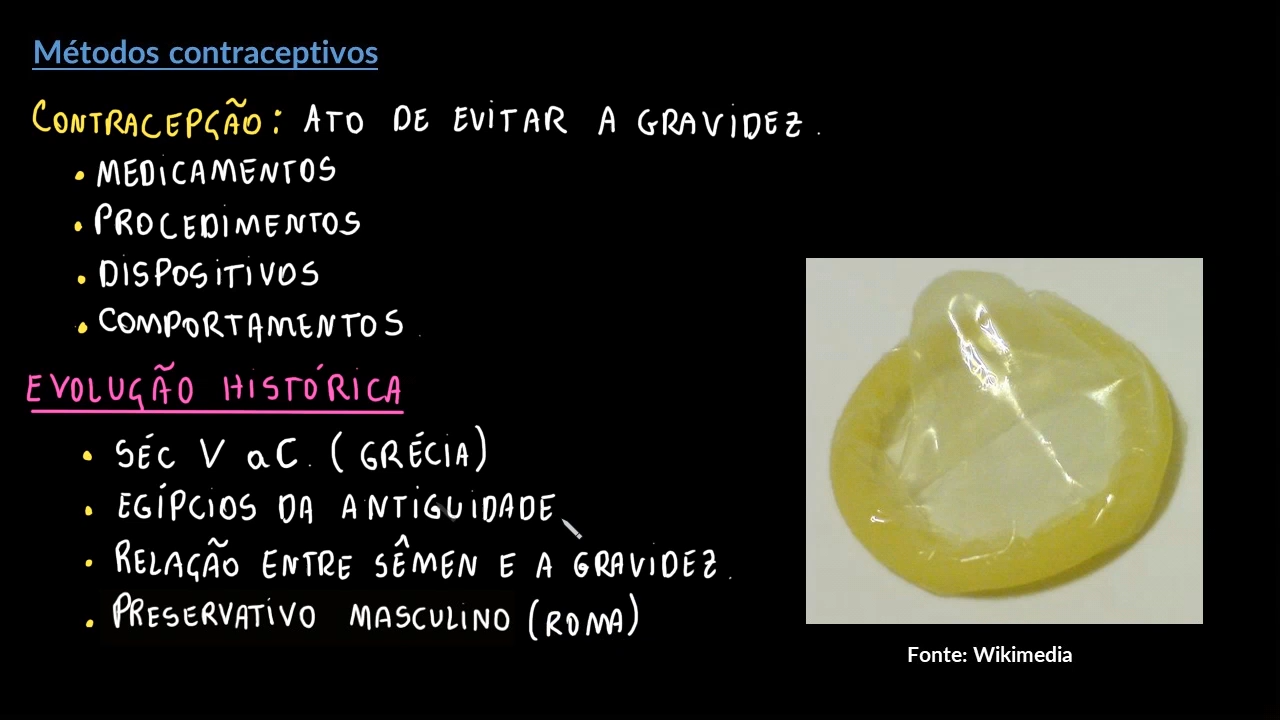 Métodos contraceptivos
CONTRACEPÇÃO: ATO DE EVITAR A GRAVIDEZ.
• MEDICAMENTOS
• PROCEDIMENTOS
• DISPOSITIVOS
• COMPORTAMENTOS.
EVOLUÇÃO HISTÓRICA
• SÉC V aC. (GRÉCIA)
• EGÍPCIOS DA ANTIGUIDADE
• RELAÇÃO ENTRE SÊMEN E A GRAVIDEZ.
• PRESERVATIVO MASCULINO (ROMA)
Fonte: Wikimedia